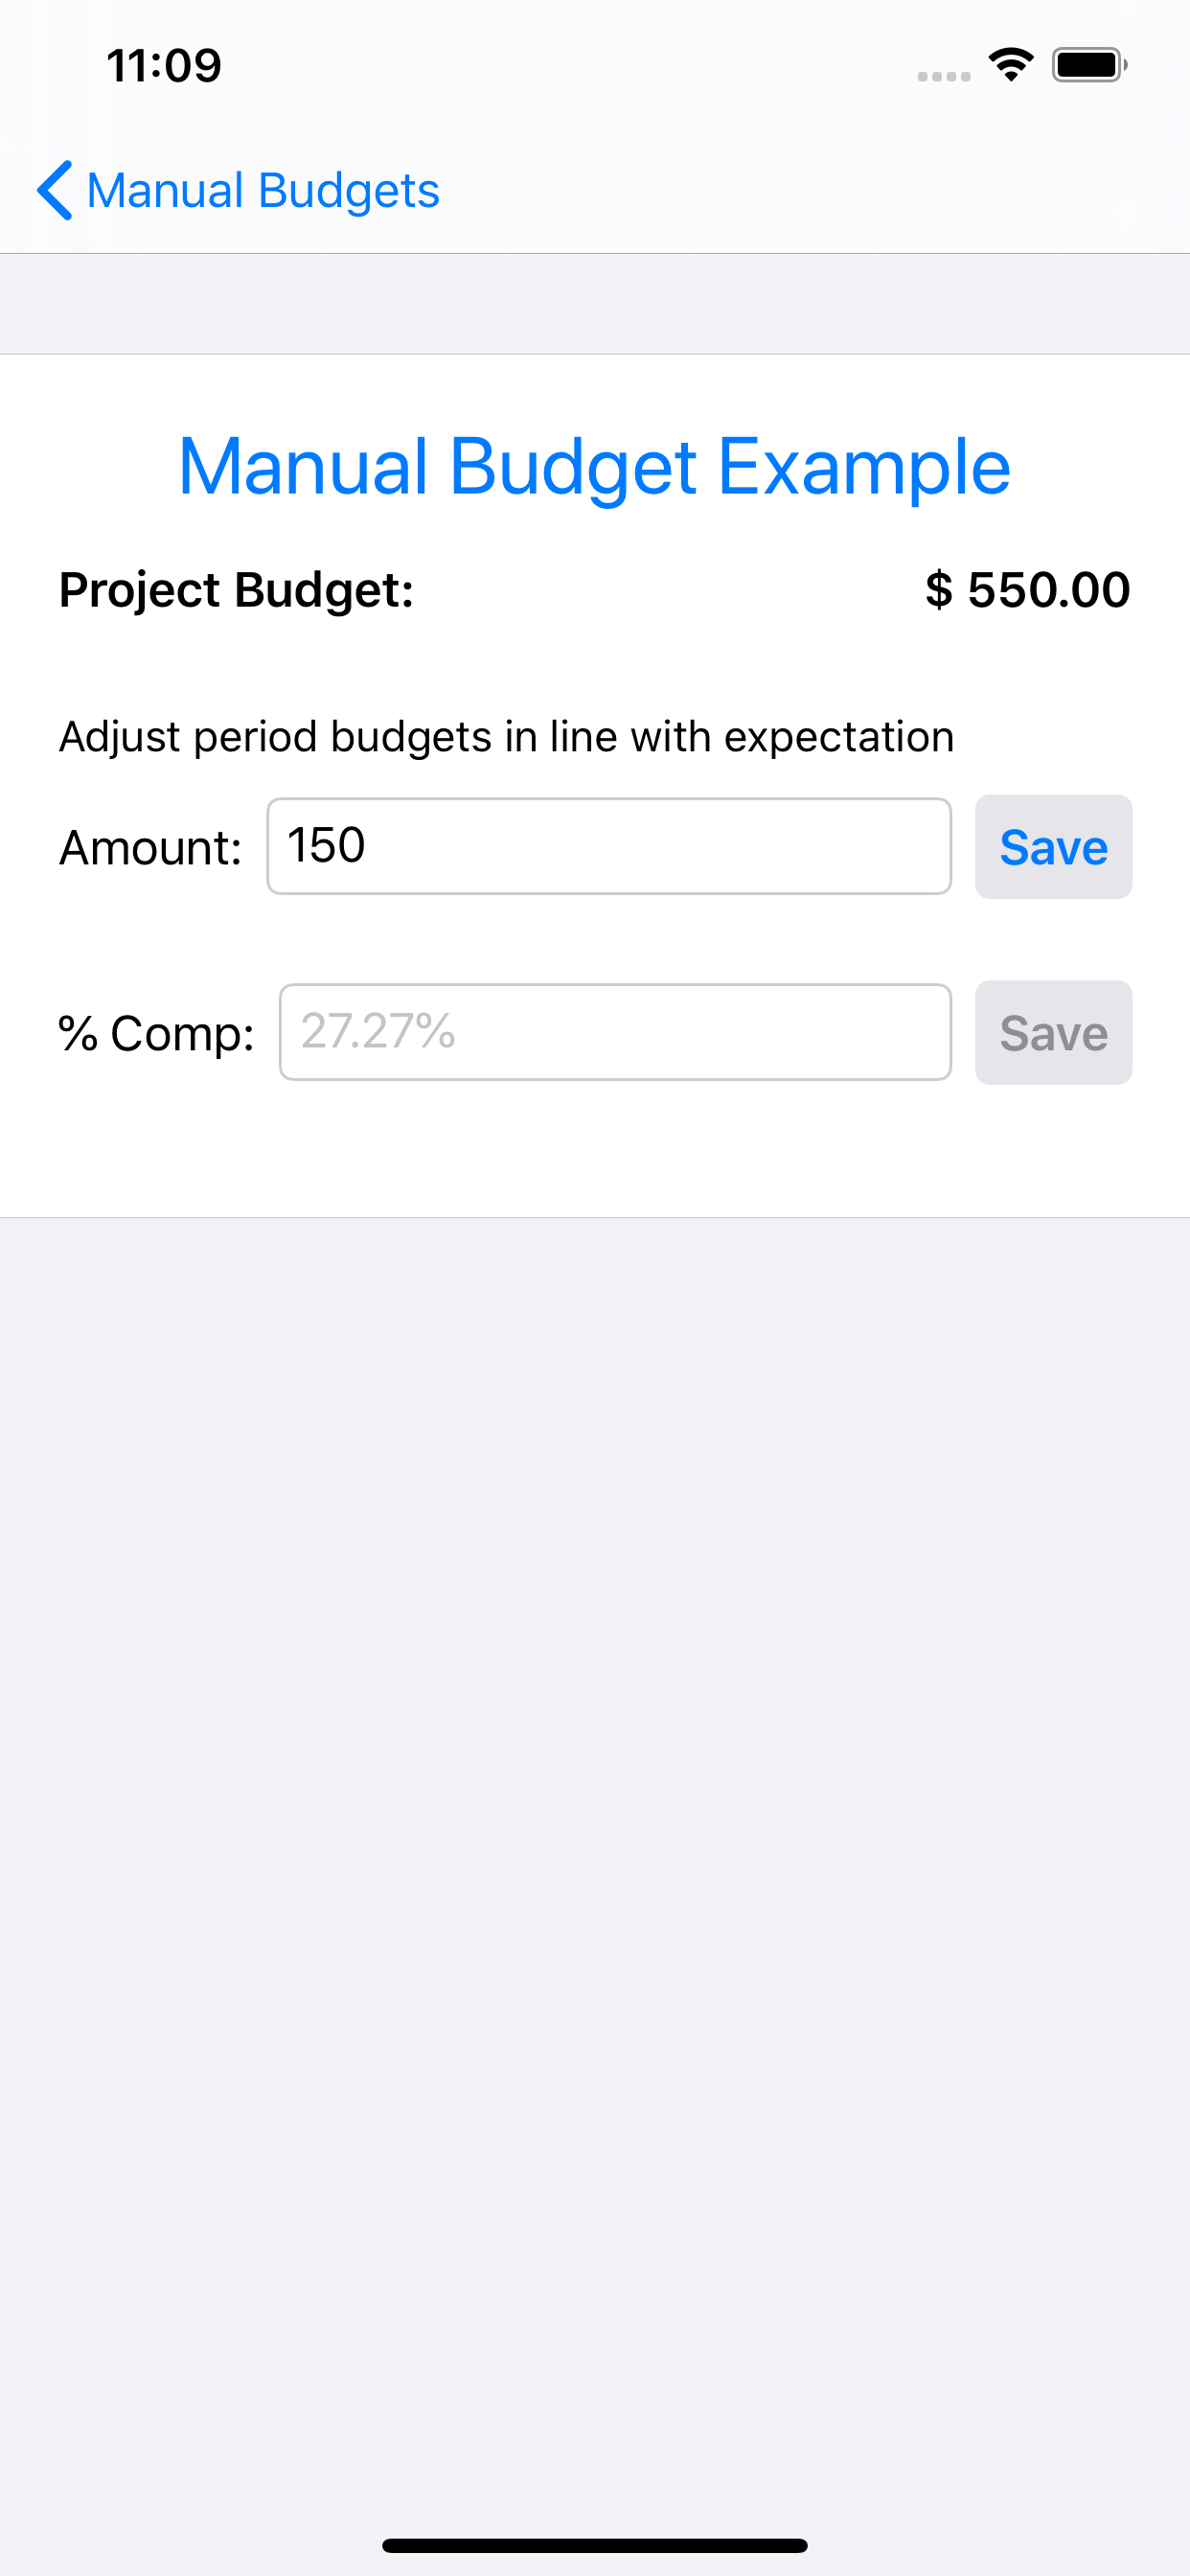 11:09
Manual Budgets
Manual Budget Example
Project Budget: $ 550.00
Adjust period budgets in line with expectation
Amount: 150 Save
% Comp: 27.27% Save